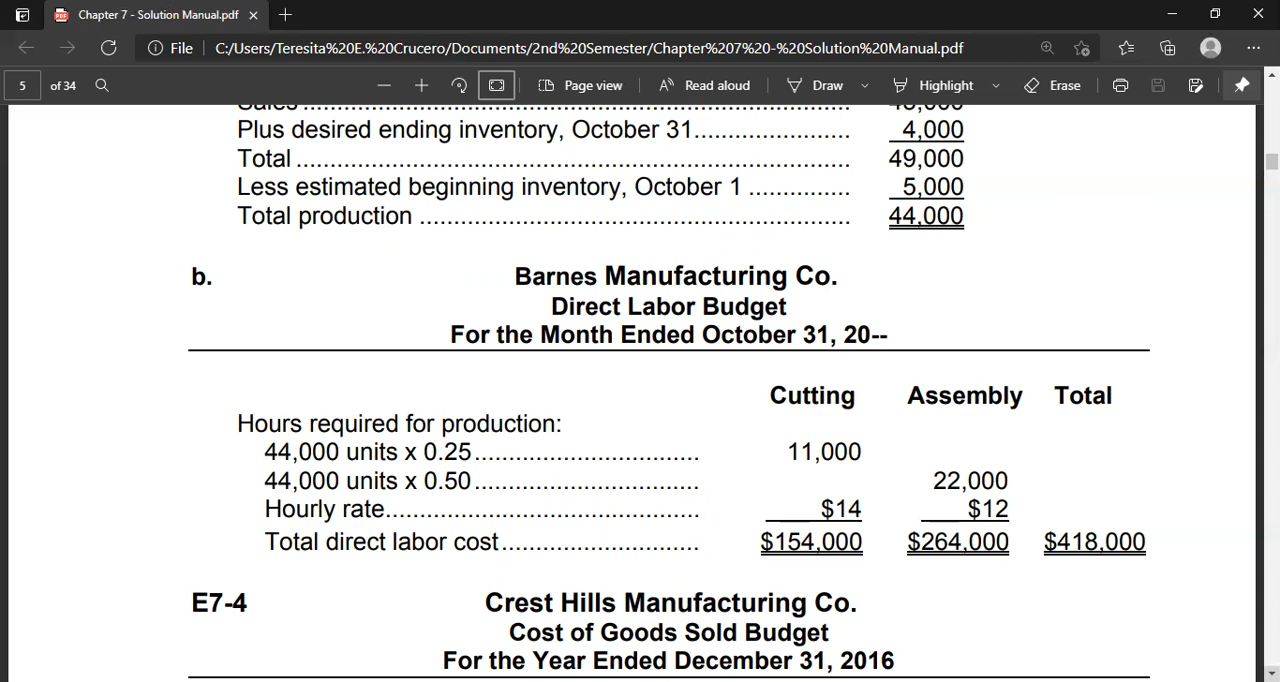 Chapter 7 - Solution Manual.pdf
File C:/Users/Teresita%20E.%20Crucero/Documents/2nd%20Semester/Chapter%207%20-%20Solution%20Manual.pdf
5 of 34 Page view Read aloud Draw Highlight Erase
Plus desired ending inventory, October 31...................... 4,000
Total ..................................................................... 49,000
Less estimated beginning inventory, October 1 .............. 5,000
Total production ...................................................... 44,000
b. Barnes Manufacturing Co.
Direct Labor Budget
For the Month Ended October 31, 20--
Cutting Assembly Total
Hours required for production:
44,000 units x 0.25............................. 11,000
44,000 units x 0.50............................. 22,000
Hourly rate........................................ $14 $12
Total direct labor cost......................... $154,000 $264,000 $418,000
E7-4 Crest Hills Manufacturing Co.
Cost of Goods Sold Budget
For the Year Ended December 31, 2016